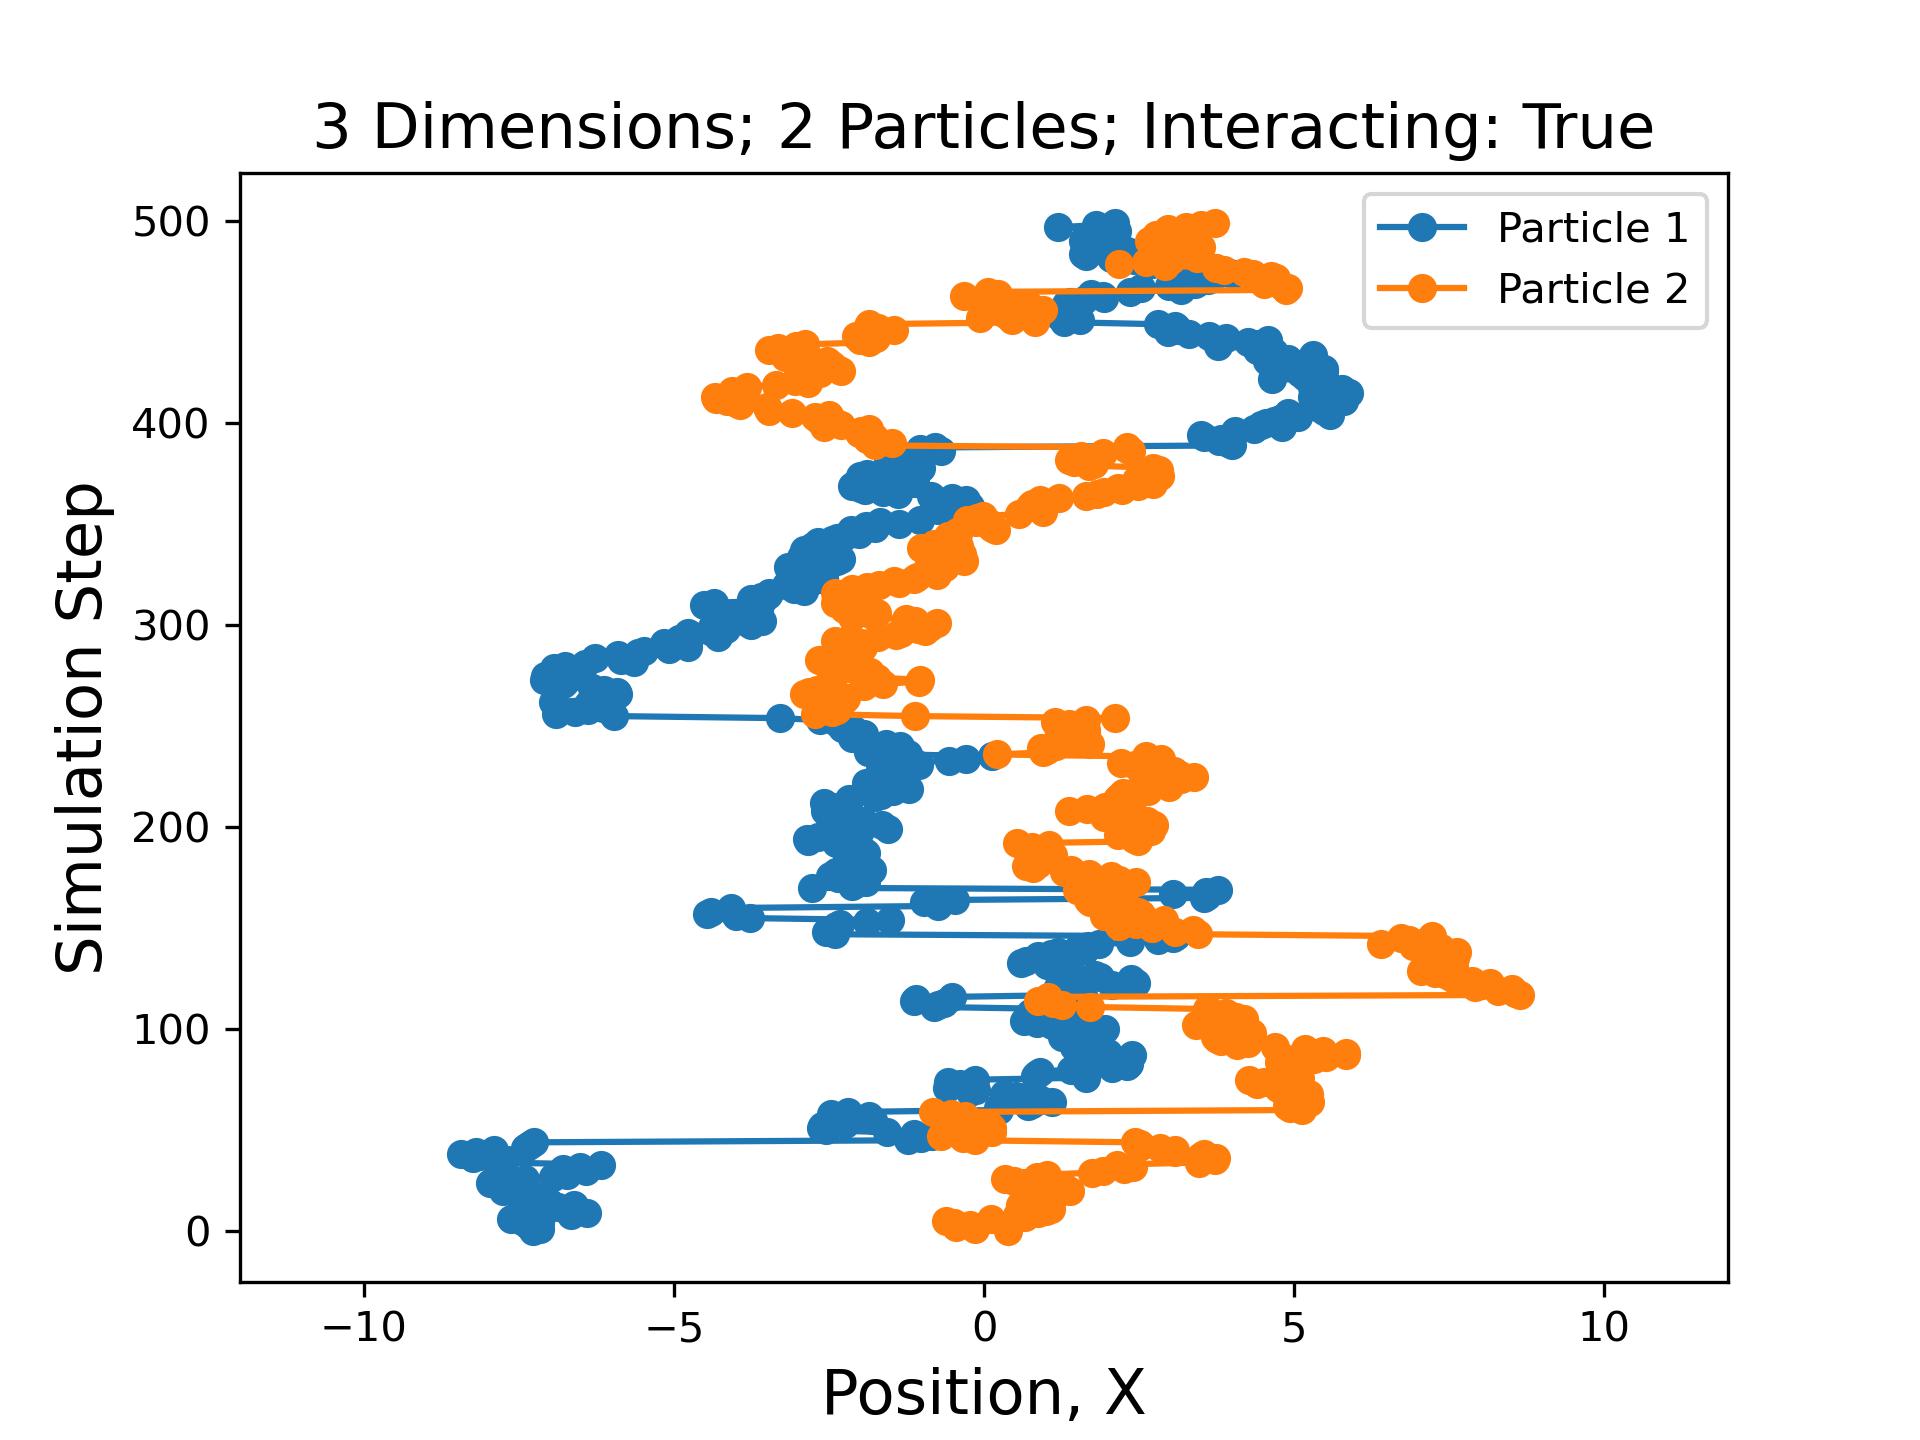 3 Dimensions; 2 Particles; Interacting: True
Particle 1
Particle 2
Simulation Step
500
400
300
200
100
0
−10
−5
0
5
10
Position, X